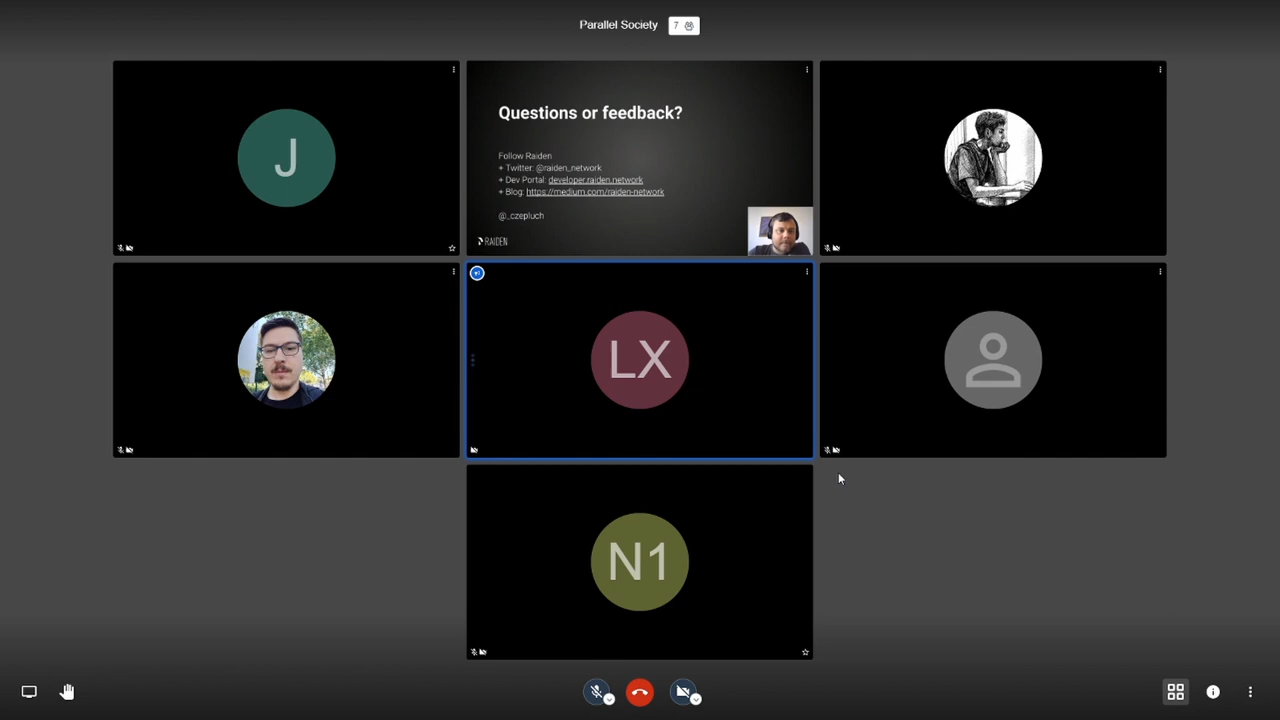 Parallel Society 7
J
Questions or feedback?
Follow Raiden
+ Twitter: @raiden_network
+ Dev Portal: developer.raiden.network
+ Blog: https://medium.com/raiden-network
@_czepluch
RAIDEN
LX
N1